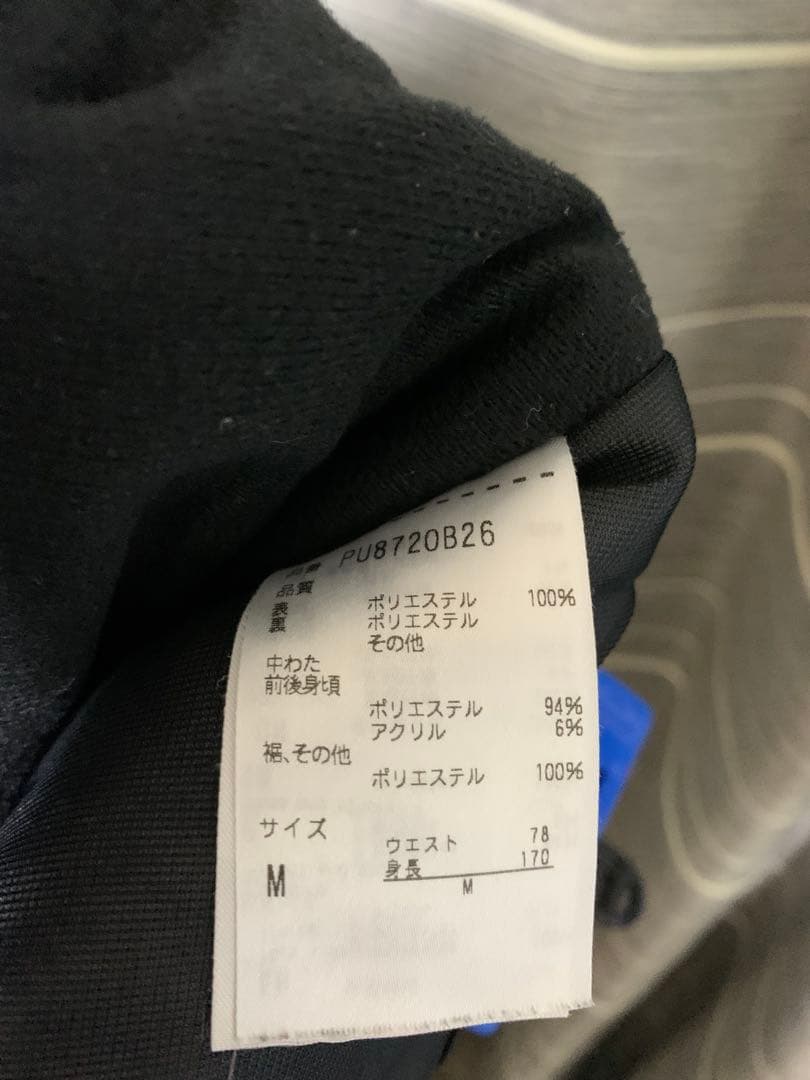 品番 PU8720B26
品質
表 ポリエステル 100%
裏 ポリエステル
その他
中わた
前後身頃
ポリエステル 94%
アクリル 6%
裾、その他
ポリエステル 100%
サイズ
ウエスト 78
身長 170
M M